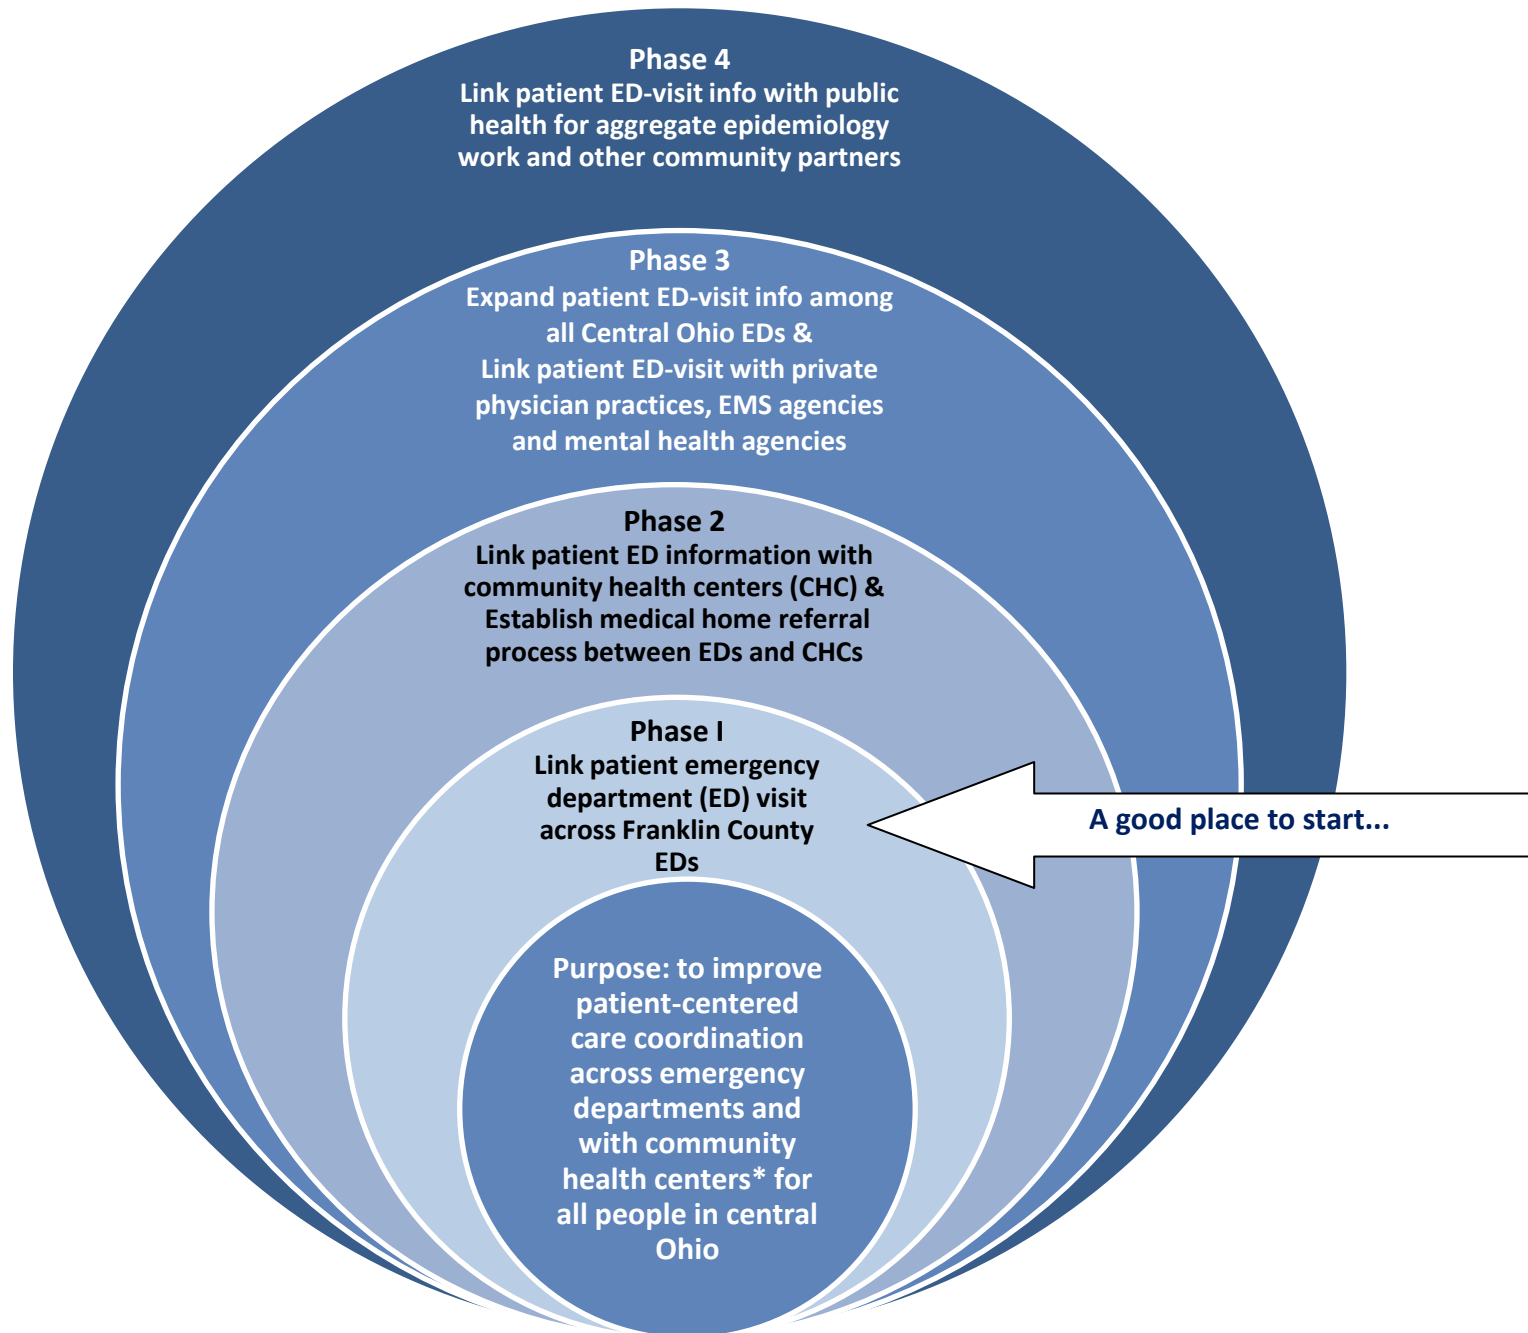 Phase 4
Link patient ED-visit info with public
health for aggregate epidemiology
work and other community partners
Phase 3
Expand patient ED-visit info among
all Central Ohio EDs &
Link patient ED-visit with private
physician practices, EMS agencies
and mental health agencies
Phase 2
Link patient ED information with
community health centers (CHC) &
Establish medical home referral
process between EDs and CHCs
Phase I
Link patient emergency
department (ED) visit
across Franklin County
EDs
A good place to start...
Purpose: to improve
patient-centered
care coordination
across emergency
departments and
with community
health centers* for
all people in central
Ohio